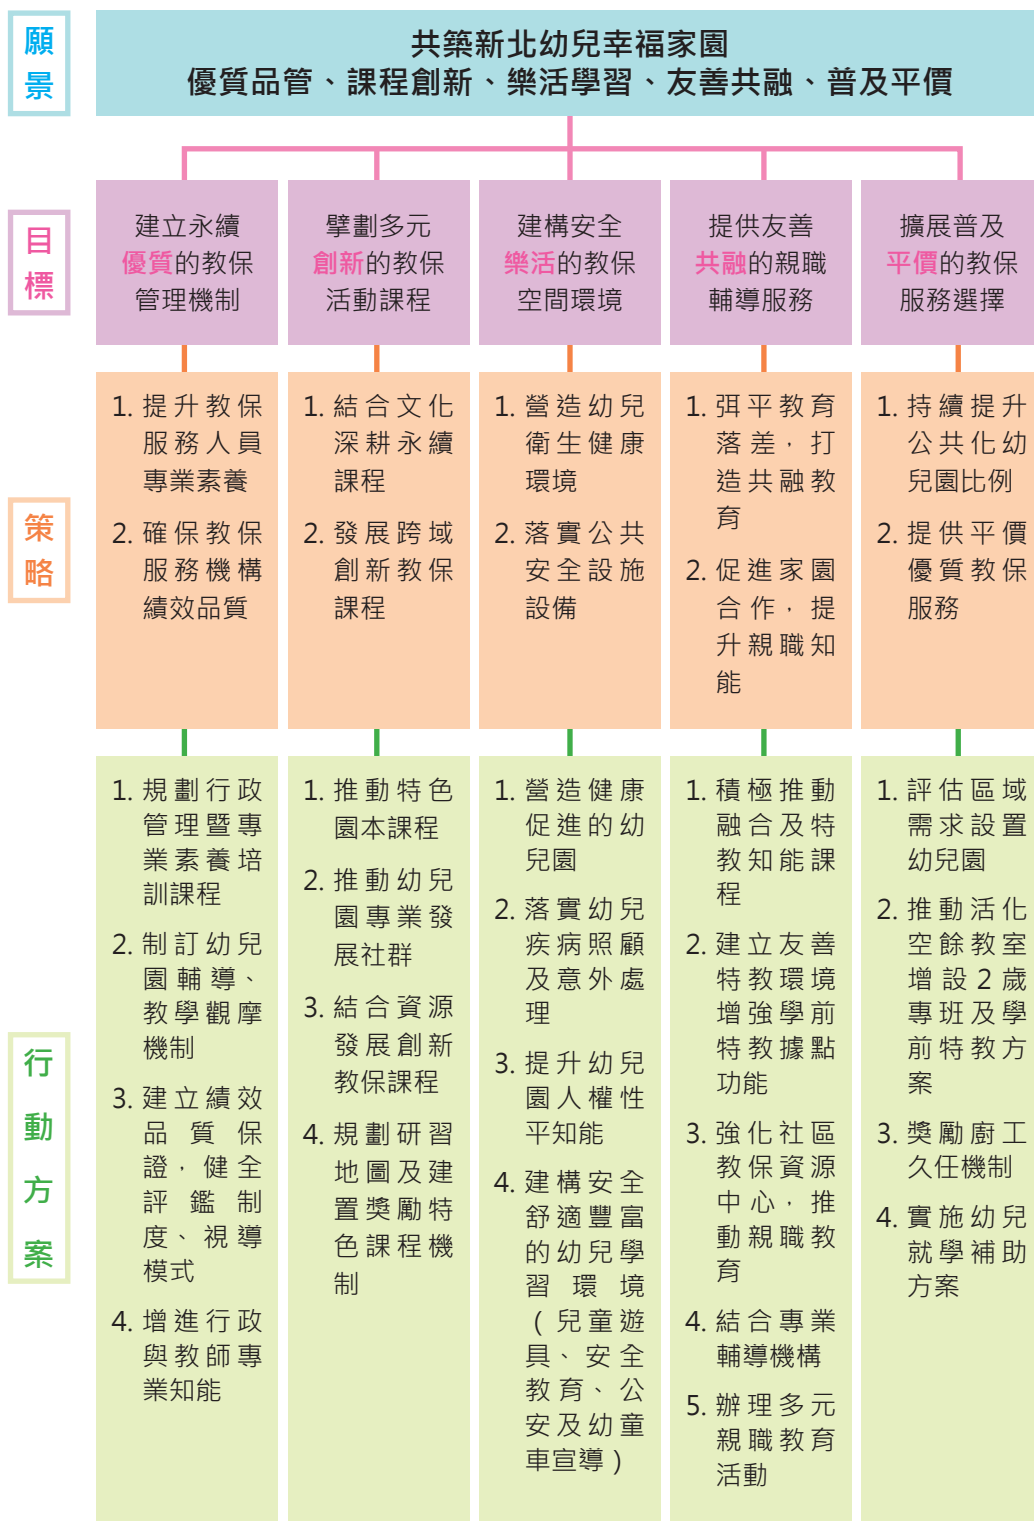 願景
共築新北幼兒幸福家園
優質品管、課程創新、樂活學習、友善共融、普及平價
目標
建立永續
優質的教保
管理機制
擘劃多元
創新的教保
活動課程
建構安全
樂活的教保
空間環境
提供友善
共融的親職
輔導服務
擴展普及
平價的教保
服務選擇
策略
1. 提升教保
服務人員
專業素養
2. 確保教保
服務機構
績效品質
1. 結合文化
深耕永續
課程
2. 發展跨域
創新教保
課程
1. 營造幼兒
衛生健康
環境
2. 落實公共
安全設施
設備
1. 弭平教育
落差，打
造共融教
育
2. 促進家園
合作，提
升親職知
能
1. 持續提升
公共化幼
兒園比例
2. 提供平價
優質教保
服務
行動方案
1. 規劃行政
管理暨專
業素養培
訓課程
2. 制訂幼兒
園輔導、
教學觀摩
機制
3. 建立績效
品質保
證，健全
評鑑制
度、視導
模式
4. 增進行政
與教師專
業知能
1. 推動特色
園本課程
2. 推動幼兒
園專業發
展社群
3. 結合資源
發展創新
教保課程
4. 規劃研習
地圖及建
置獎勵特
色課程機
制
1. 營造健康
促進的幼
兒園
2. 落實幼兒
疾病照顧
及意外處
理
3. 提升幼兒
園人權性
平知能
4. 建構安全
舒適豐富
的幼兒學
習環境
（兒童遊
具、安全
教育、公
安及幼童
車宣導）
1. 積極推動
融合及特
教知能課
程
2. 建立友善
特教環境
增強學前
特教據點
功能
3. 強化社區
教保資源
中心，推
動親職教
育
4. 結合專業
輔導機構
5. 辦理多元
親職教育
活動
1. 評估區域
需求設置
幼兒園
2. 推動活化
空餘教室
增設2歲
專班及學
前特教方
案
3. 獎勵廚工
久任機制
4. 實施幼兒
就學補助
方案